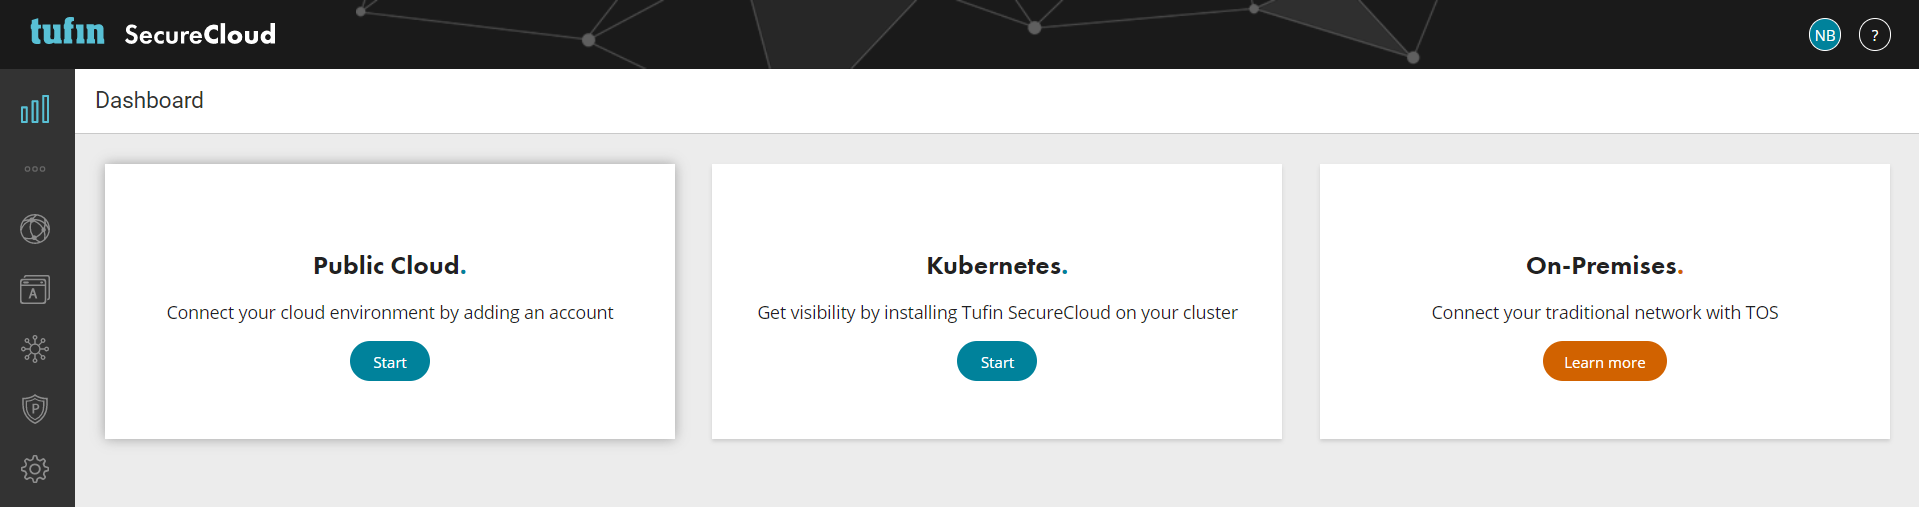 tufin SecureCloud
NB
?
Dashboard
Public Cloud.
Connect your cloud environment by adding an account
Start
Kubernetes.
Get visibility by installing Tufin SecureCloud on your cluster
Start
On-Premises.
Connect your traditional network with TOS
Learn more
A
P